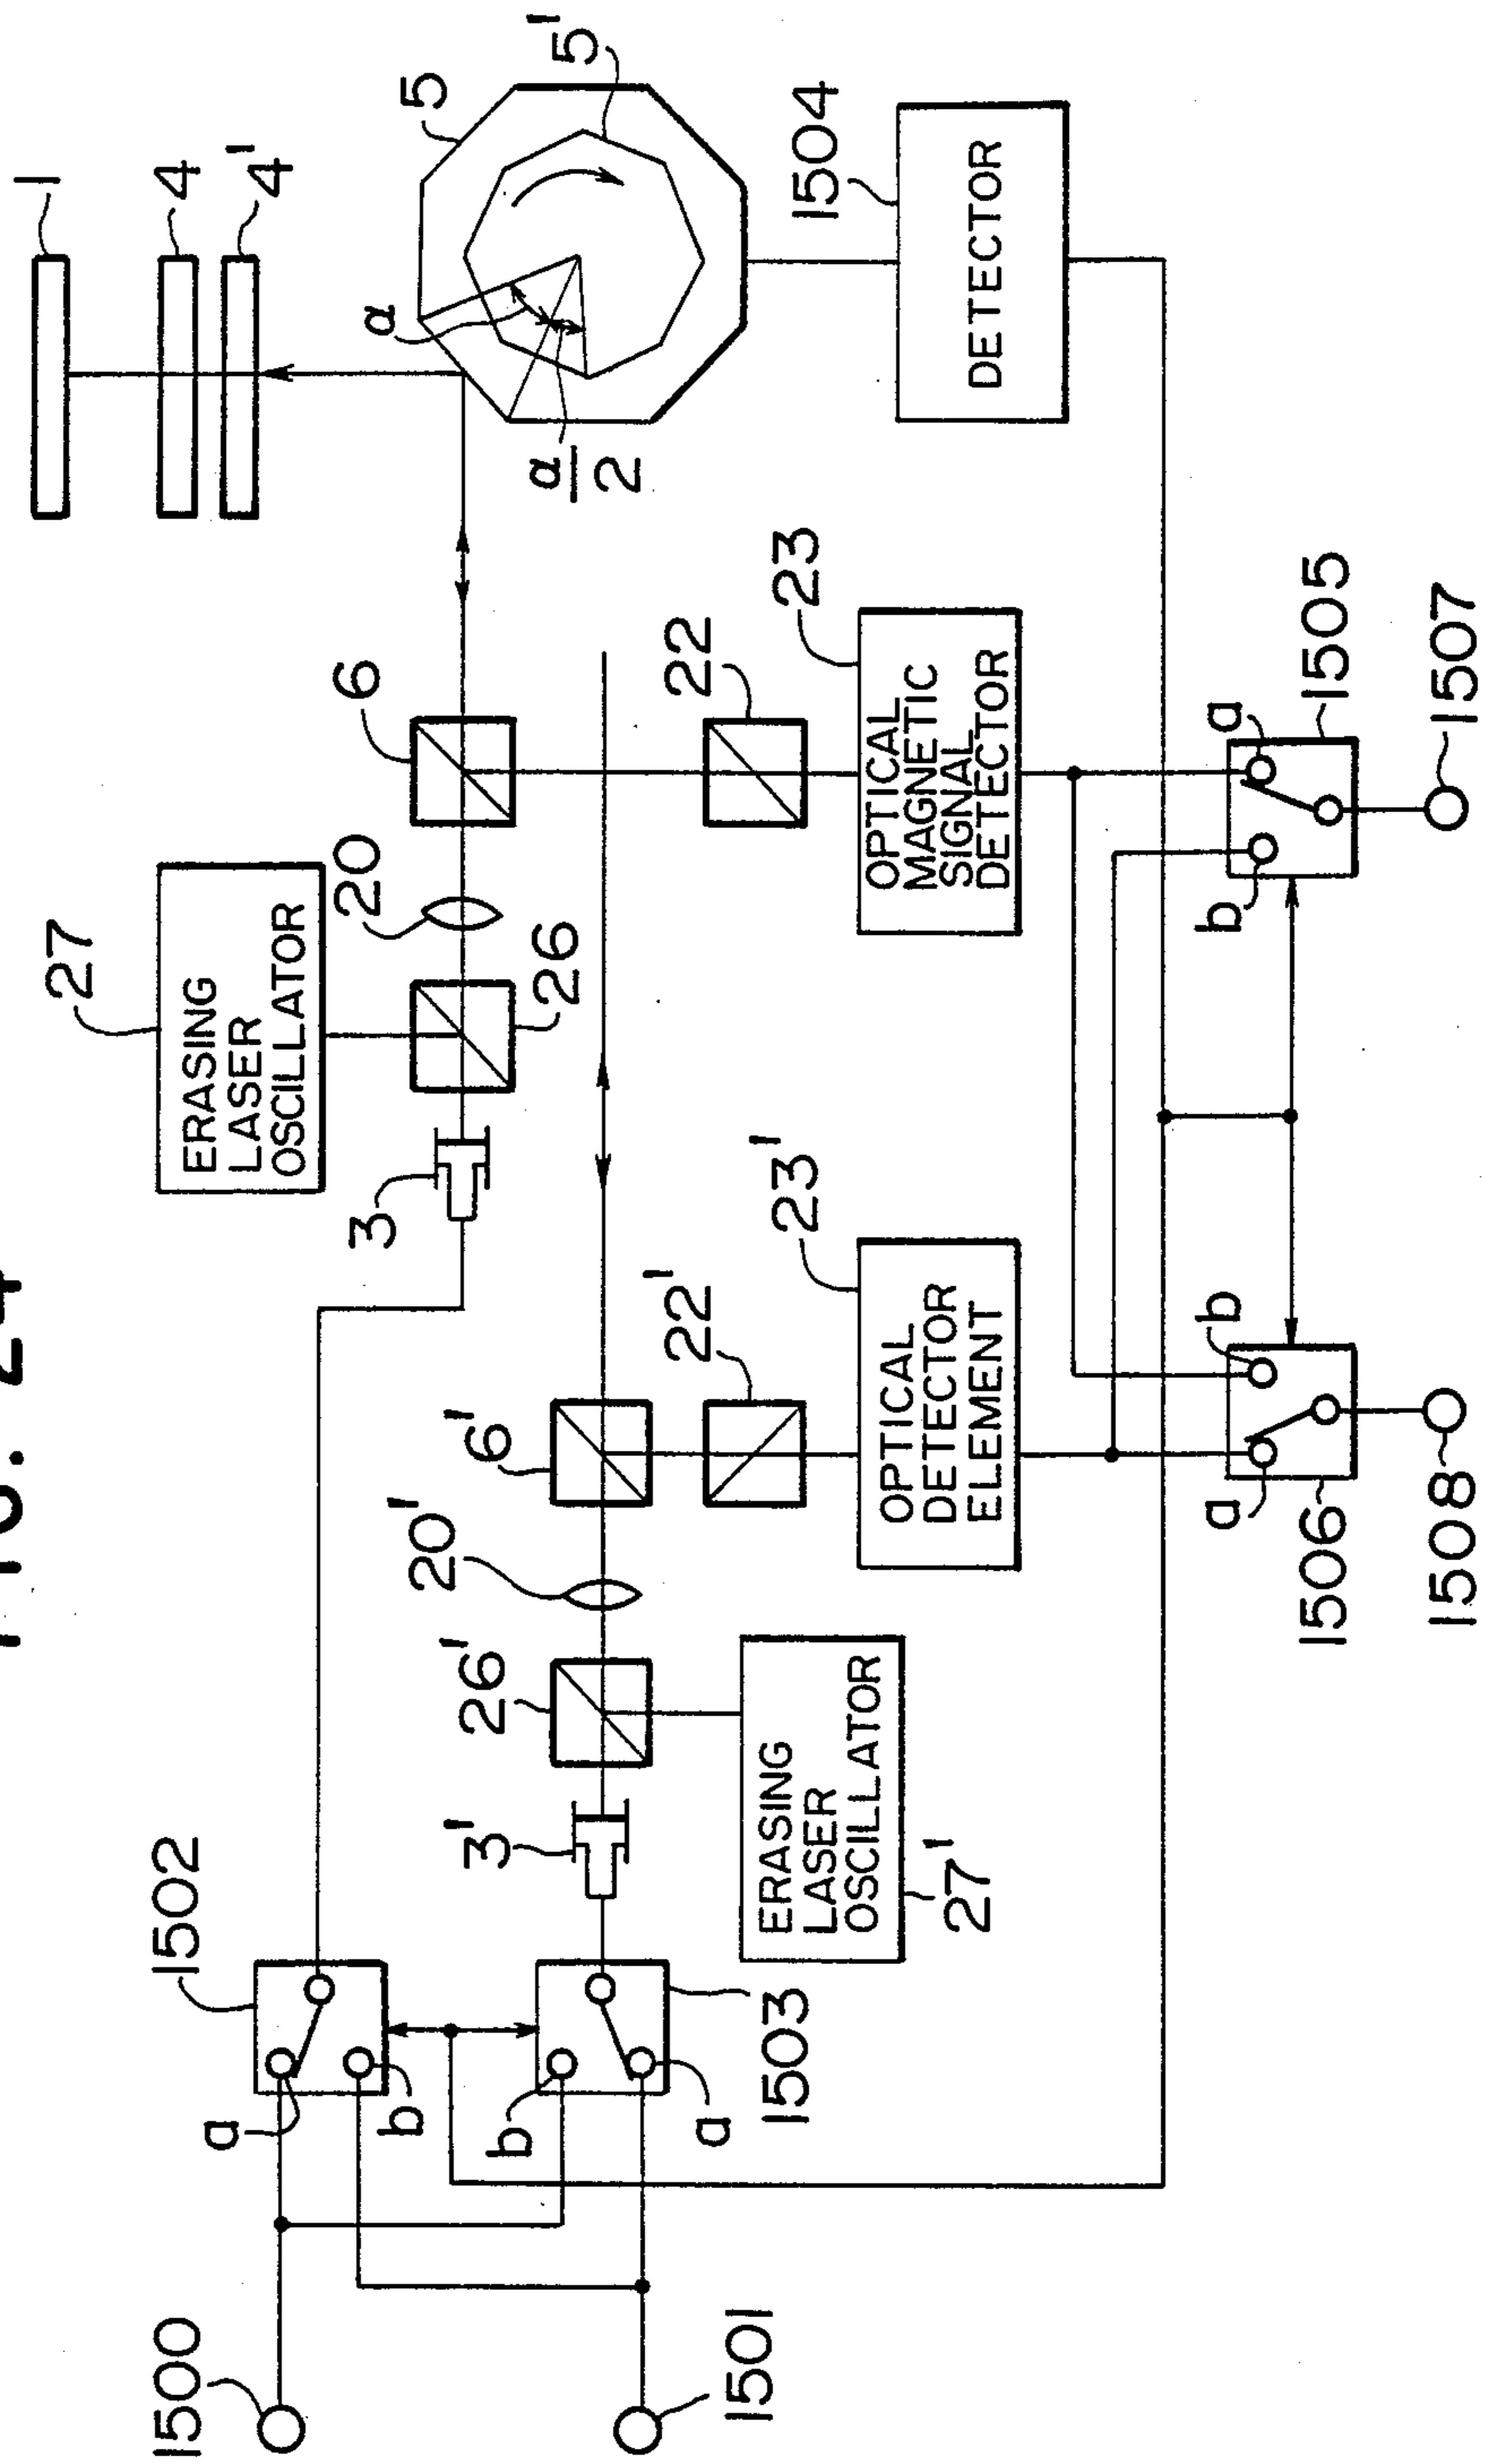 FIG. 24
1
4
4'
5
5'
α
α/2
1504
DETECTOR
27
ERASING
LASER
OSCILLATOR
20
6
26
3
22
23
OPTICAL
MAGNETIC
SIGNAL
DETECTOR
1502
a
b
1500
3'
26'
20'
6'
22'
23'
OPTICAL
DETECTOR
ELEMENT
b
a
1503
1501
ERASING
LASER
OSCILLATOR
27'
a
b
1505
1507
b
a
1506
1508